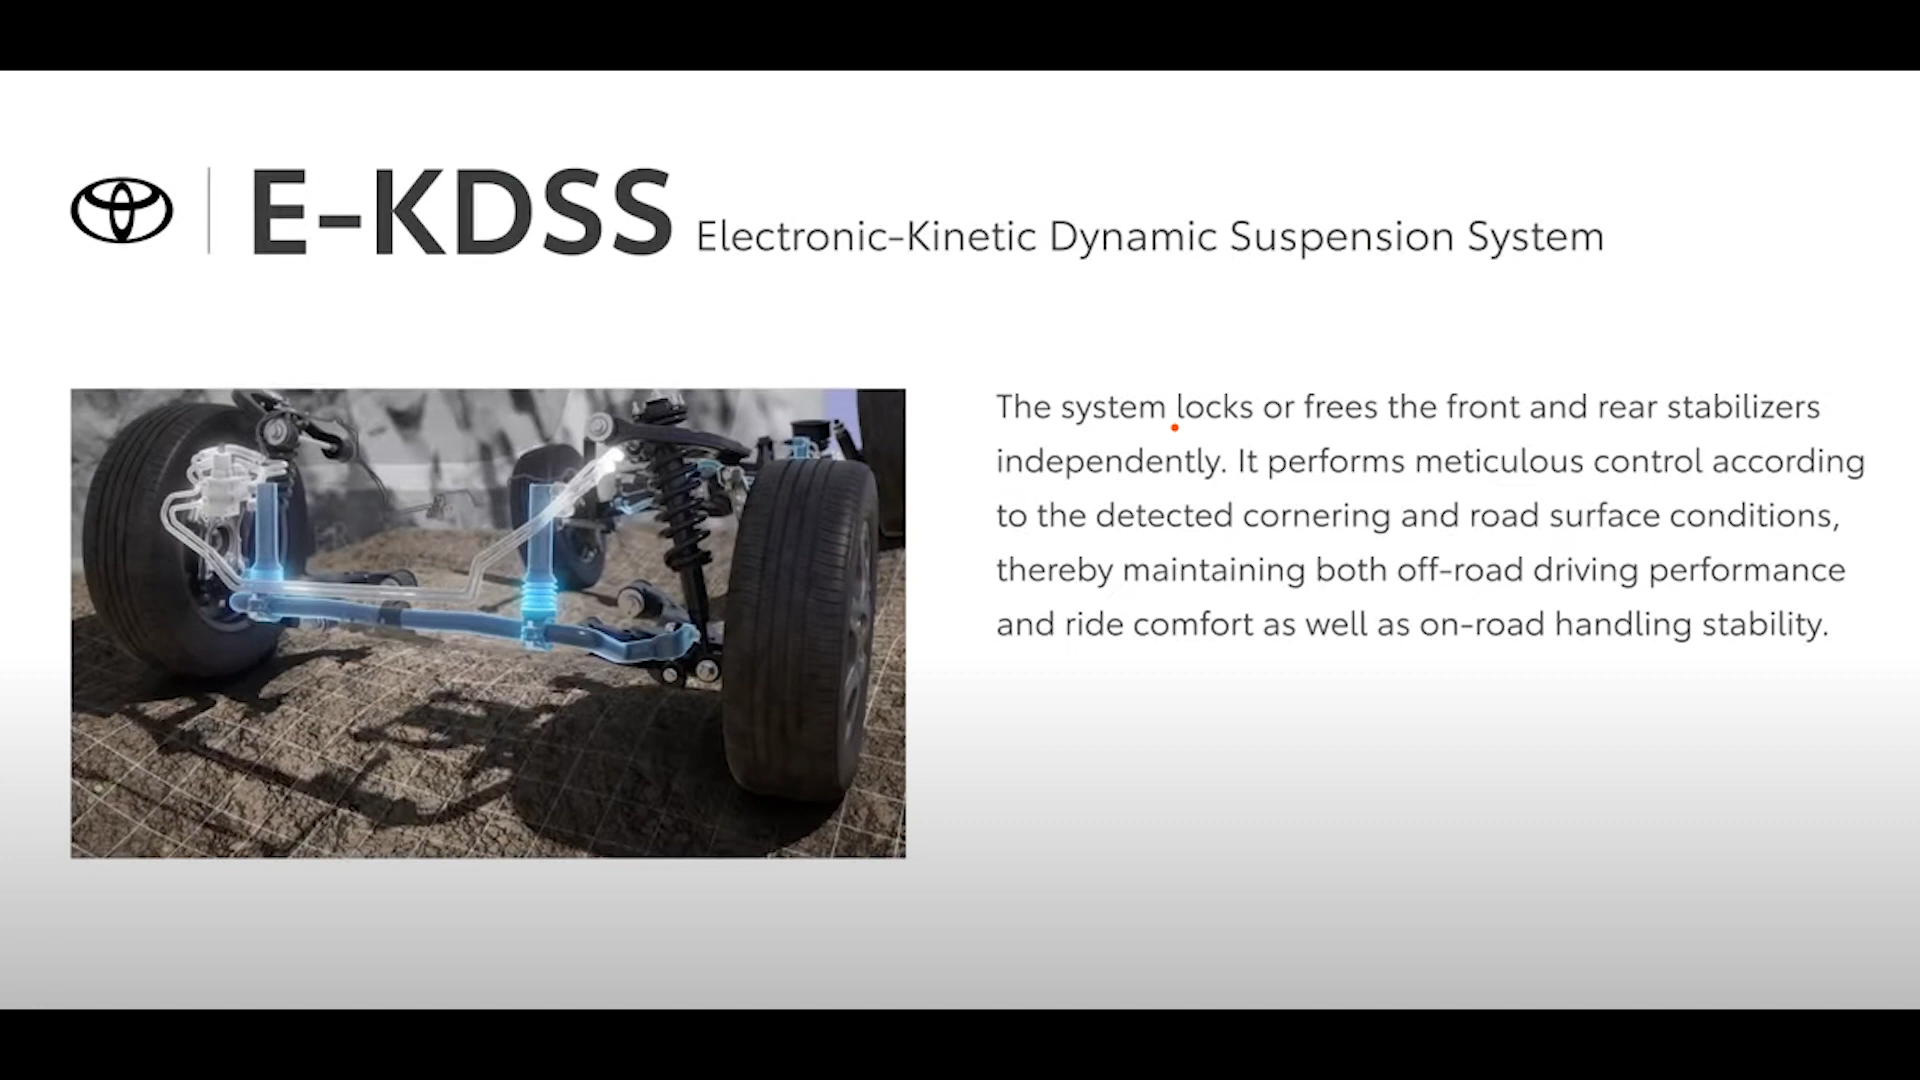 E-KDSS Electronic-Kinetic Dynamic Suspension System
The system locks or frees the front and rear stabilizers
independently. It performs meticulous control according
to the detected cornering and road surface conditions,
thereby maintaining both off-road driving performance
and ride comfort as well as on-road handling stability.